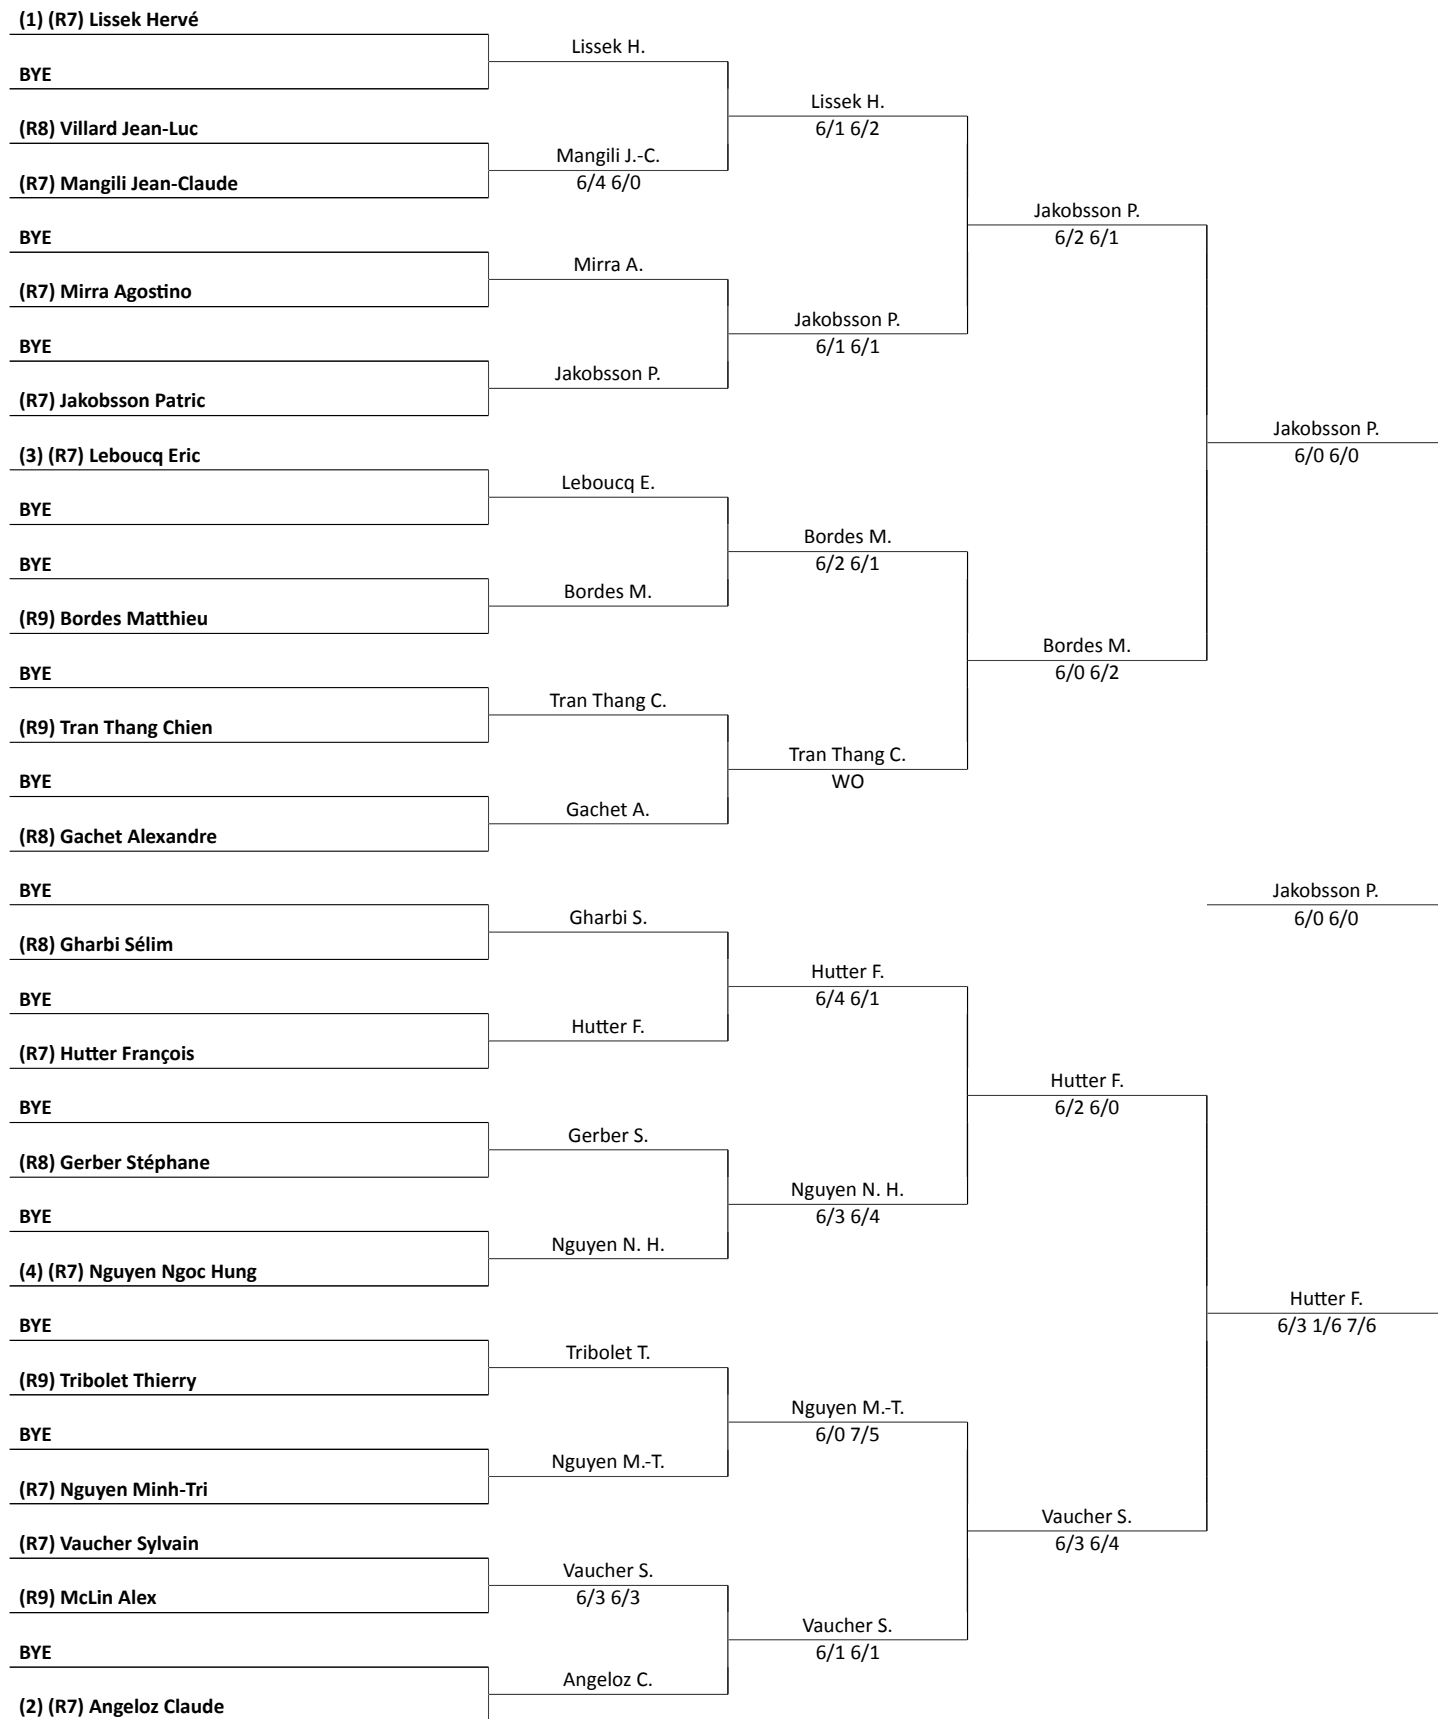 (1) (R7) Lissek Hervé
Lissek H.
BYE
Lissek H.
6/1 6/2
(R8) Villard Jean-Luc
Mangili J.-C.
6/4 6/0
(R7) Mangili Jean-Claude
Jakobsson P.
6/2 6/1
BYE
Mirra A.
(R7) Mirra Agostino
Jakobsson P.
6/1 6/1
BYE
Jakobsson P.
(R7) Jakobsson Patric
Jakobsson P.
6/0 6/0
(3) (R7) Leboucq Eric
Leboucq E.
BYE
Bordes M.
6/2 6/1
BYE
Bordes M.
(R9) Bordes Matthieu
Bordes M.
6/0 6/2
BYE
Tran Thang C.
(R9) Tran Thang Chien
Tran Thang C.
WO
BYE
Gachet A.
(R8) Gachet Alexandre
BYE
Jakobsson P.
6/0 6/0
Gharbi S.
(R8) Gharbi Sélim
Hutter F.
6/4 6/1
BYE
Hutter F.
(R7) Hutter François
Hutter F.
6/2 6/0
BYE
Gerber S.
(R8) Gerber Stéphane
Nguyen N. H.
6/3 6/4
BYE
Nguyen N. H.
(4) (R7) Nguyen Ngoc Hung
Hutter F.
6/3 1/6 7/6
BYE
Tribolet T.
(R9) Tribolet Thierry
Nguyen M.-T.
6/0 7/5
BYE
Nguyen M.-T.
(R7) Nguyen Minh-Tri
Vaucher S.
6/3 6/4
(R7) Vaucher Sylvain
Vaucher S.
6/3 6/3
(R9) McLin Alex
Vaucher S.
6/1 6/1
BYE
Angeloz C.
(2) (R7) Angeloz Claude